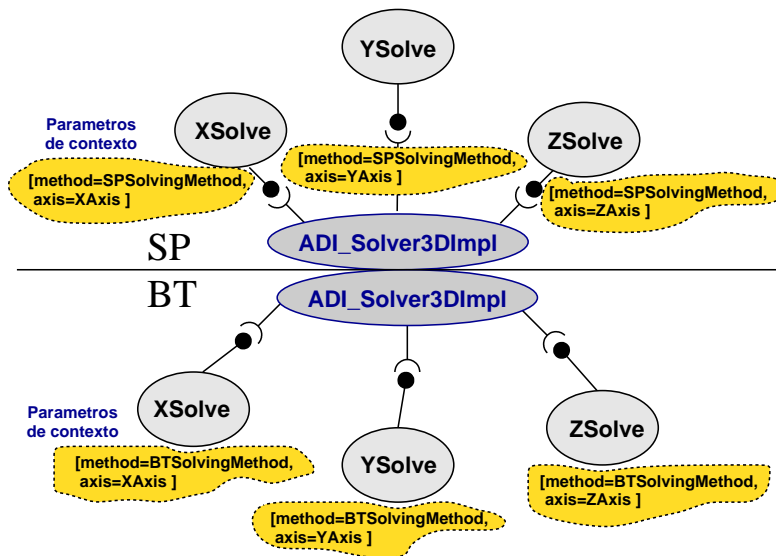 YSolve
Parametros
de contexto
XSolve
ZSolve
[method=SPSolvingMethod,
axis=XAxis ]
[method=SPSolvingMethod,
axis=YAxis ]
[method=SPSolvingMethod,
axis=ZAxis ]
SP
ADI_Solver3DImpl
BT
ADI_Solver3DImpl
Parametros
de contexto
XSolve
YSolve
ZSolve
[method=BTSolvingMethod,
axis=XAxis ]
[method=BTSolvingMethod,
axis=YAxis ]
[method=BTSolvingMethod,
axis=ZAxis ]